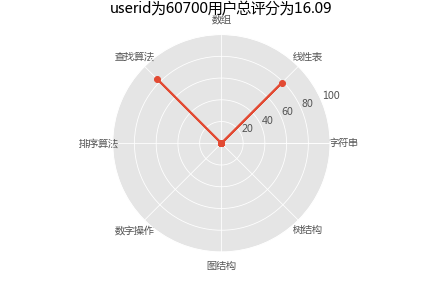 userid为60700用户总评分为16.09
数组
查找算法
线性表
100
80
60
40
20
排序算法
字符串
数字操作
树结构
图结构